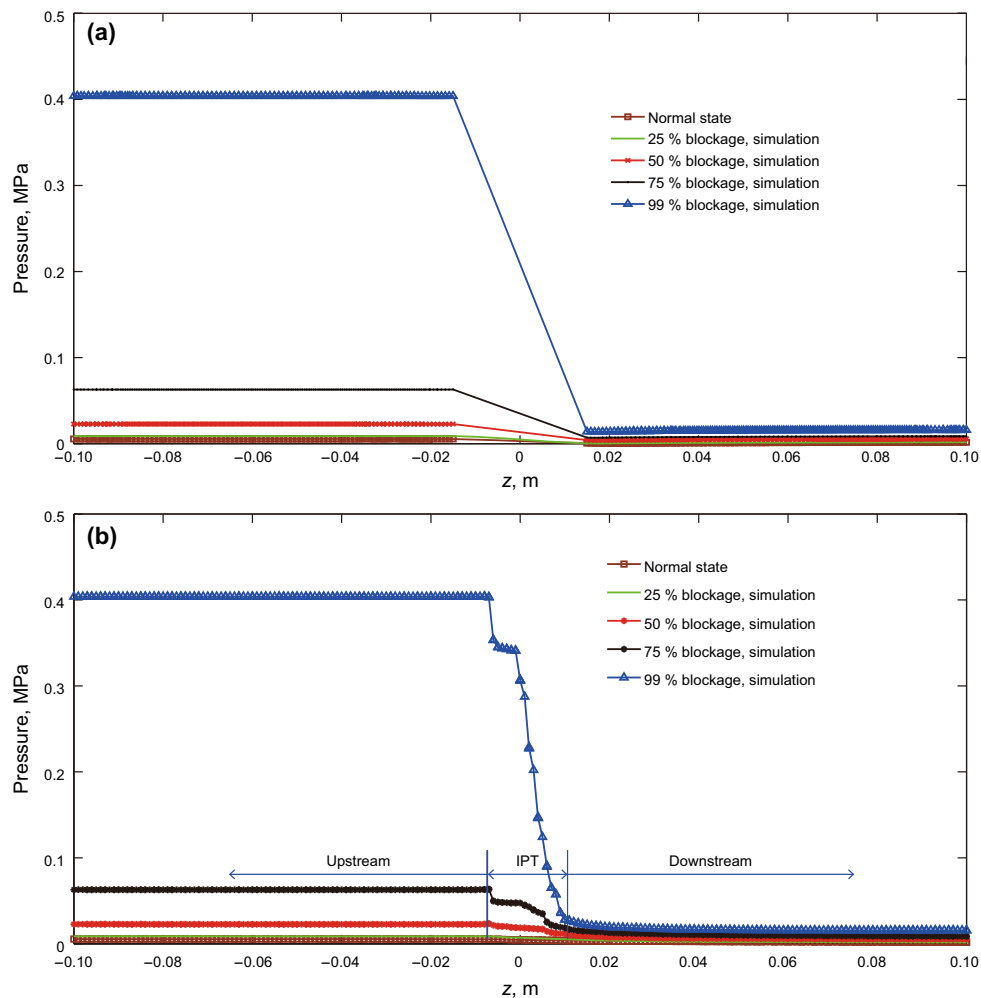 (a)
0.5
0.4
0.3
0.2
0.1
0
Pressure, MPa
Normal state
25 % blockage, simulation
50 % blockage, simulation
75 % blockage, simulation
99 % blockage, simulation
–0.10 –0.08 –0.06 –0.04 –0.02 0 0.02 0.04 0.06 0.08 0.10
z, m
(b)
0.5
0.4
0.3
0.2
0.1
0
Pressure, MPa
Normal state
25 % blockage, simulation
50 % blockage, simulation
75 % blockage, simulation
99 % blockage, simulation
Upstream IPT Downstream
–0.10 –0.08 –0.06 –0.04 –0.02 0 0.02 0.04 0.06 0.08 0.10
z, m